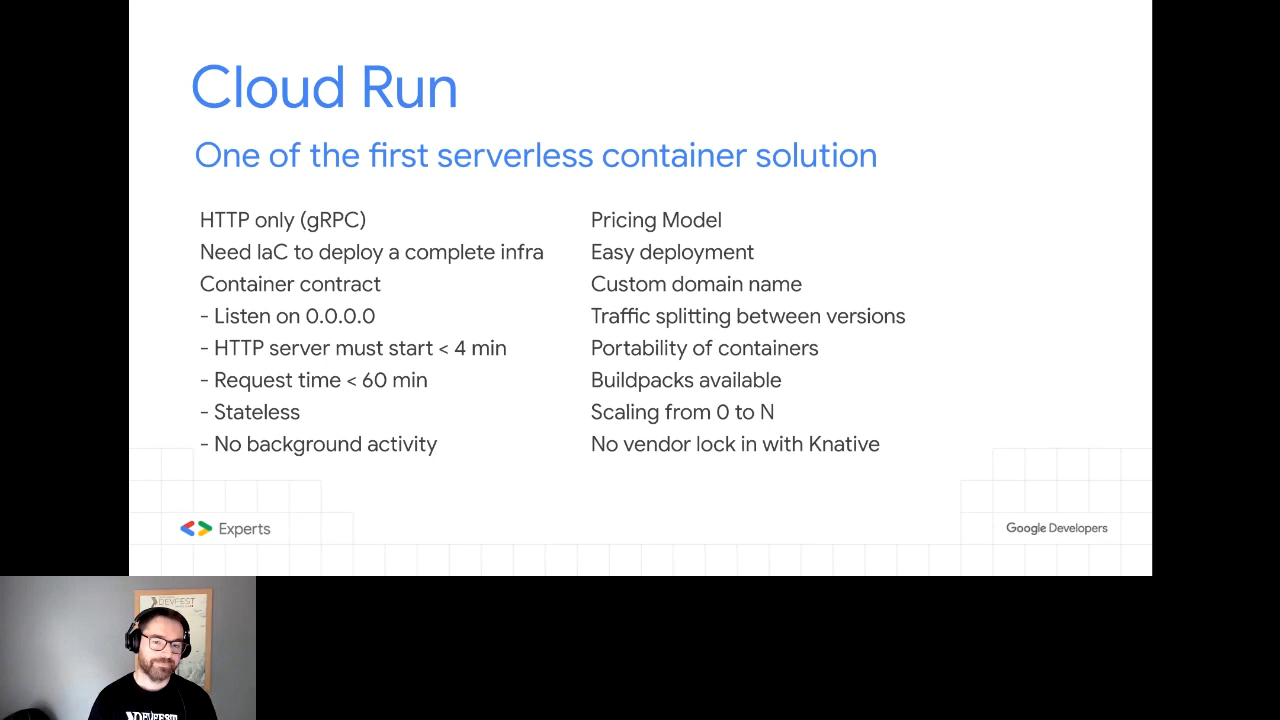 Cloud Run
One of the first serverless container solution
HTTP only (gRPC)
Need IaC to deploy a complete infra
Container contract
- Listen on 0.0.0.0
- HTTP server must start < 4 min
- Request time < 60 min
- Stateless
- No background activity
Pricing Model
Easy deployment
Custom domain name
Traffic splitting between versions
Portability of containers
Buildpacks available
Scaling from 0 to N
No vendor lock in with Knative
Experts
Google Developers
DEVFEST
DEVFEST